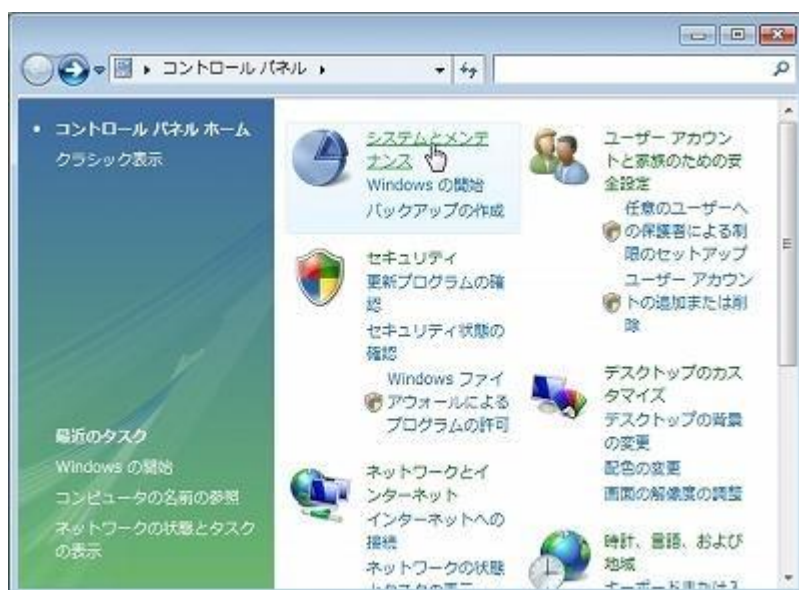 コントロール パネル
コントロール パネル ホーム
クラシック表示
最近のタスク
Windows の開始
コンピュータの名前の参照
ネットワークの状態とタスク
の表示
システムとメンテ
ナンス
Windows の開始
バックアップの作成
セキュリティ
更新プログラムの確
認
セキュリティ状態の
確認
Windows ファイ
アウォールによる
プログラムの許可
ネットワークとイ
ンターネット
インターネットへの
接続
ネットワークの状態
とタスクの表示
ユーザー アカウン
トと家族のための安
全設定
任意のユーザーへ
の保護者による制
限のセットアップ
ユーザー アカウン
トの追加または削
除
デスクトップのカス
タマイズ
デスクトップの背景
の変更
配色の変更
画面の解像度の調整
時計、言語、および
地域